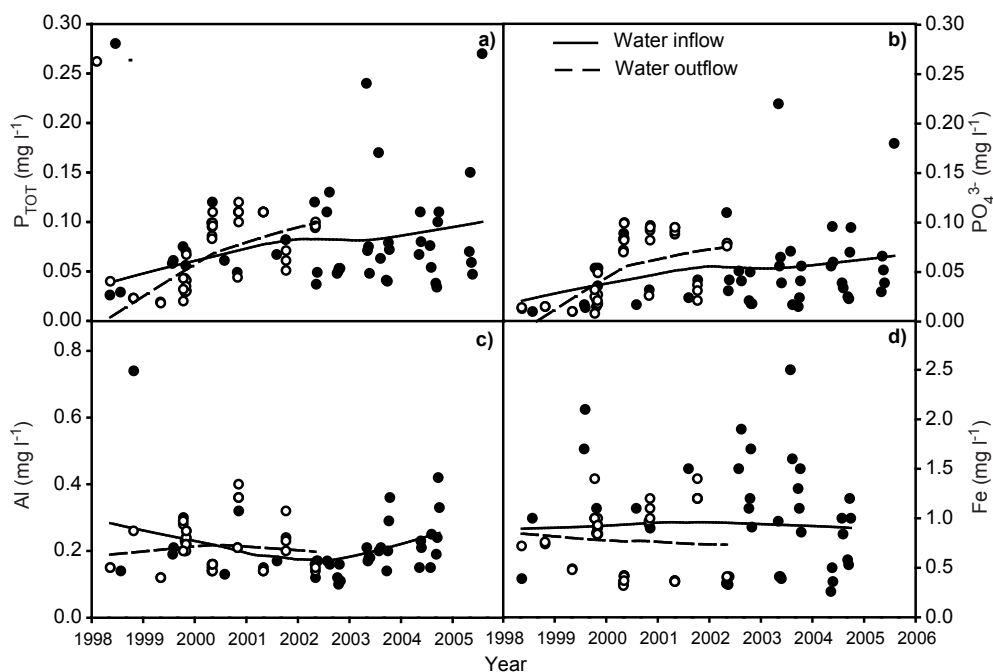 0.30
0.25
0.20
0.15
0.10
0.05
0.00
P_TOT (mg l⁻¹)
a)
b)
Water inflow
Water outflow
0.30
0.25
0.20
0.15
0.10
0.05
0.00
PO₄³⁻ (mg l⁻¹)
0.8
0.6
0.4
0.2
0.0
Al (mg l⁻¹)
c)
d)
2.5
2.0
1.5
1.0
0.5
0.0
Fe (mg l⁻¹)
1998 1999 2000 2001 2002 2003 2004 2005
1998 1999 2000 2001 2002 2003 2004 2005 2006
Year